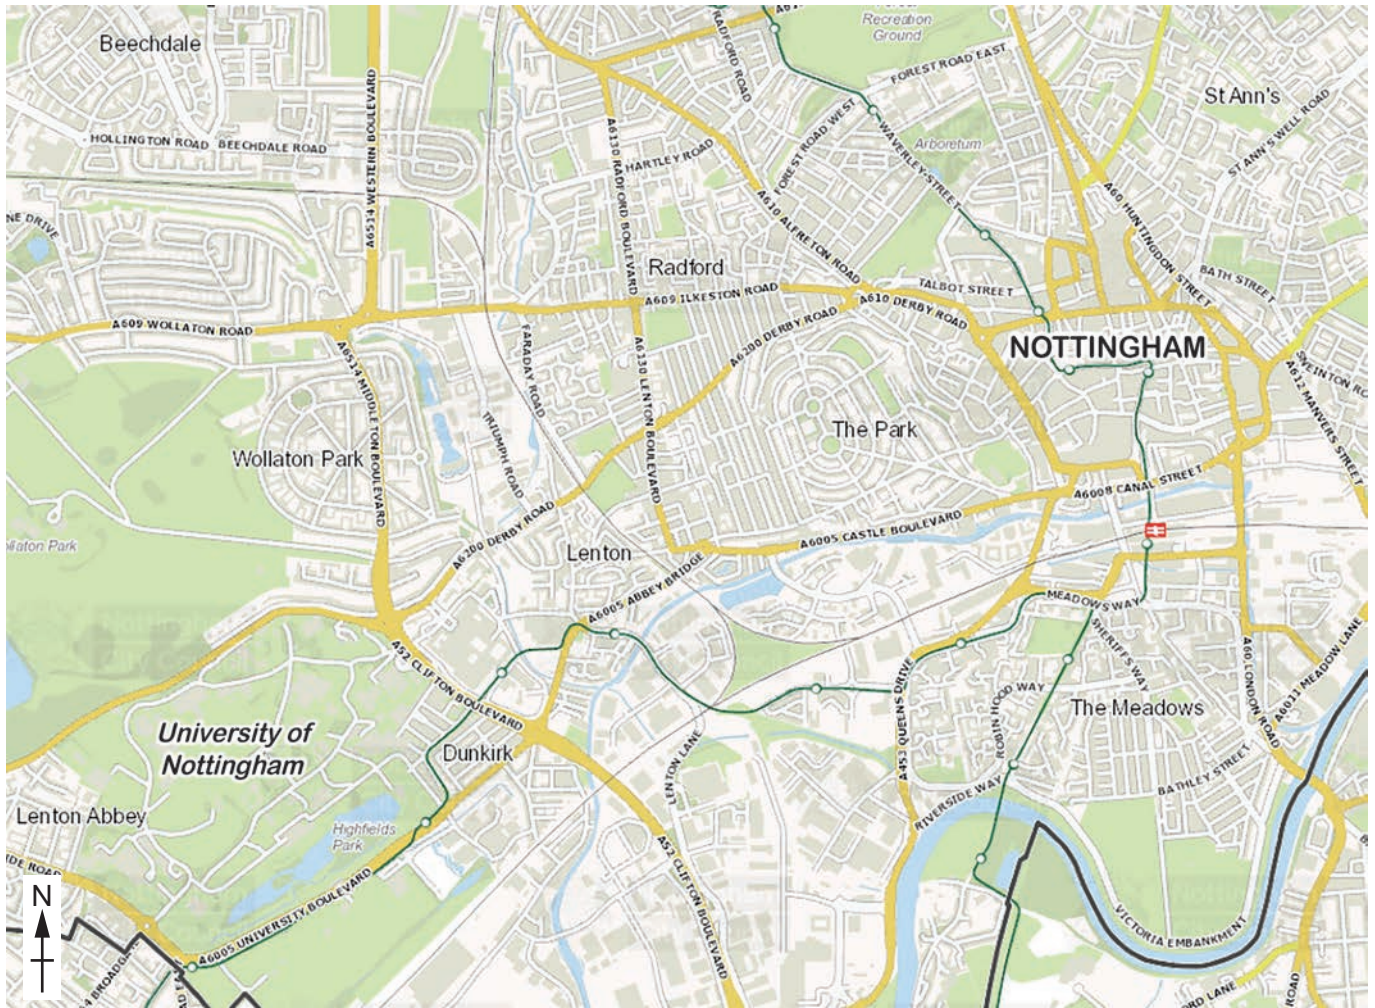 Beechdale
RADFORD ROAD
Recreation
Ground
FOREST ROAD EAST
St Ann's
A6514 WESTERN BOULEVARD
HOLLINGTON ROAD
BEECHDALE ROAD
A6130 RADFORD BOULEVARD
HARTLEY ROAD
FOREST ROAD WEST
WAVERLEY STREET
Arboretum
ST ANN'S WELL ROAD
A60 HUNTINGDON STREET
A610 ALFRETON ROAD
NE DRIVE
Radford
TALBOT STREET
BATH STREET
A609 ILKESTON ROAD
A610 DERBY ROAD
A609 WOLLATON ROAD
FARADAY ROAD
A6200 DERBY ROAD
NOTTINGHAM
SNEINTON RO
A6514 MIDDLETON BOULEVARD
A6130 LENTON BOULEVARD
A612 MANVERS STREET
TRIUMPH ROAD
The Park
Wollaton Park
A6008 CANAL STREET
A6200 DERBY ROAD
A6005 CASTLE BOULEVARD
ollaton Park
Lenton
A6005 ABBEY BRIDGE
MEADOWS WAY
SHERIFFS WAY
A52 CLIFTON BOULEVARD
A60 LONDON ROAD
A6011 MEADOW LANE
A453 QUEENS DRIVE
ROBIN HOOD WAY
The Meadows
University of
Nottingham
Dunkirk
LENTON LANE
BATHLEY STREET
RIVERSIDE WAY
Lenton Abbey
Highfields
Park
IDE ROAD
A52 CLIFTON BOULEVARD
N
A6005 UNIVERSITY BOULEVARD
VICTORIA EMBANKMENT
BROADG
RD LANE
ROAD